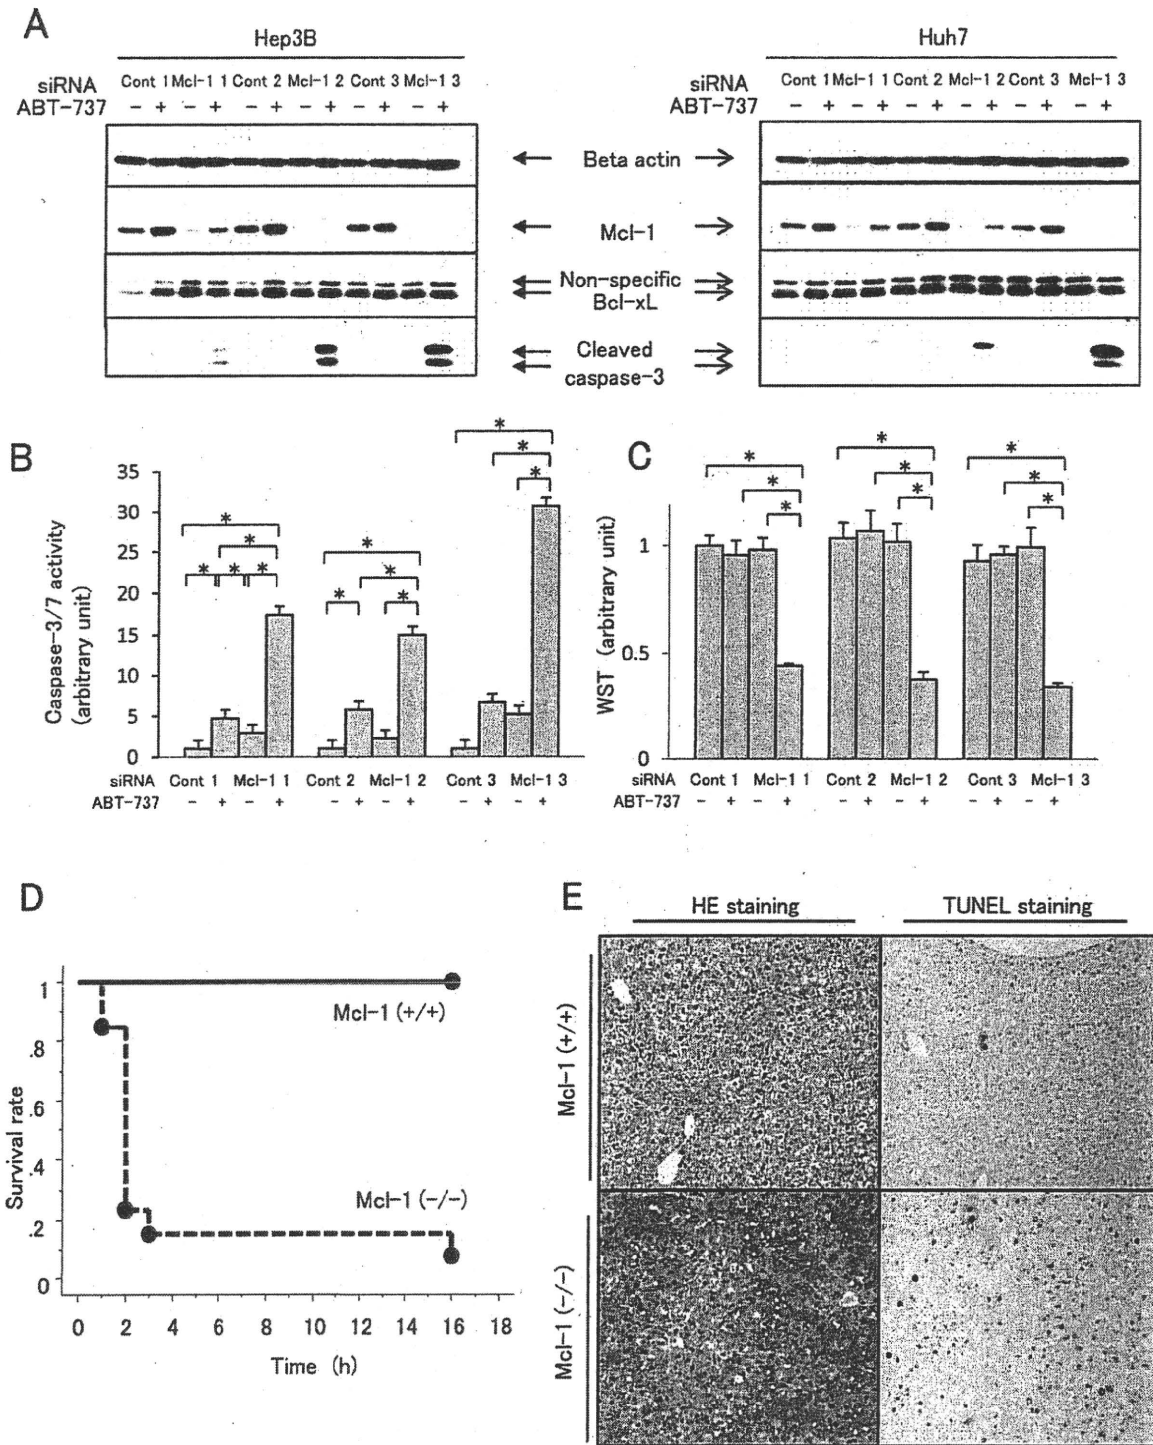 A
Hep3B
Huh7
siRNA Cont 1 Mcl-1 1 Cont 2 Mcl-1 2 Cont 3 Mcl-1 3
ABT-737 - + - + - + - + - + - +
siRNA Cont 1 Mcl-1 1 Cont 2 Mcl-1 2 Cont 3 Mcl-1 3
ABT-737 - + - + - + - + - + - +
Beta actin
Mcl-1
Non-specific
Bcl-xL
Cleaved
caspase-3
B
Caspase-3/7 activity
(arbitrary unit)
35
30
25
20
15
10
5
0
* * * * *
* * * *
* * *
siRNA Cont 1 Mcl-1 1 Cont 2 Mcl-1 2 Cont 3 Mcl-1 3
ABT-737 - + - + - + - + - + - +
C
WST (arbitrary unit)
1
0.5
0
* * *
* * *
* * *
siRNA Cont 1 Mcl-1 1 Cont 2 Mcl-1 2 Cont 3 Mcl-1 3
ABT-737 - + - + - + - + - + - +
D
Survival rate
1
.8
.6
.4
.2
0
Mcl-1 (+/+)
Mcl-1 (-/-)
0 2 4 6 8 10 12 14 16 18
Time (h)
E
HE staining
TUNEL staining
Mcl-1 (+/+)
Mcl-1 (-/-)